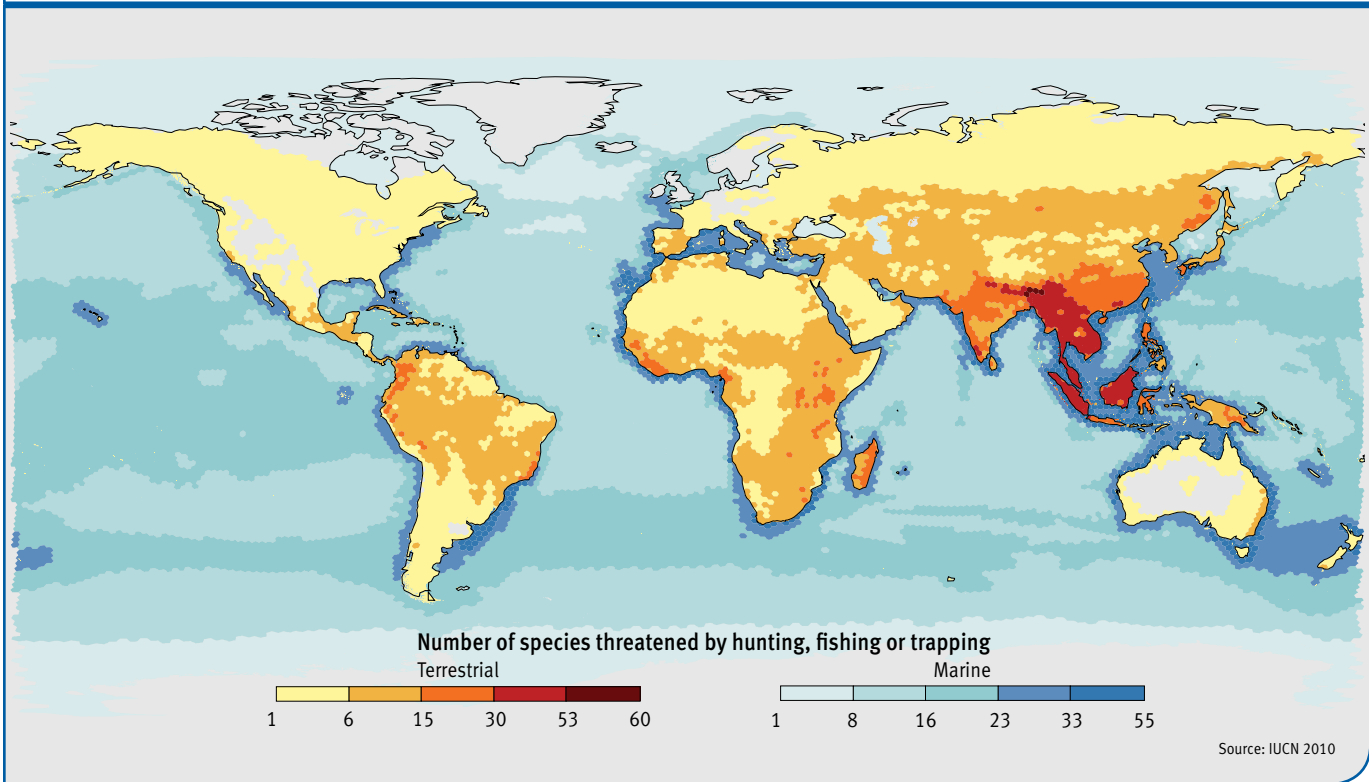 Number of species threatened by hunting, fishing or trapping
Terrestrial
Marine
1 6 15 30 53 60
1 8 16 23 33 55
Source: IUCN 2010